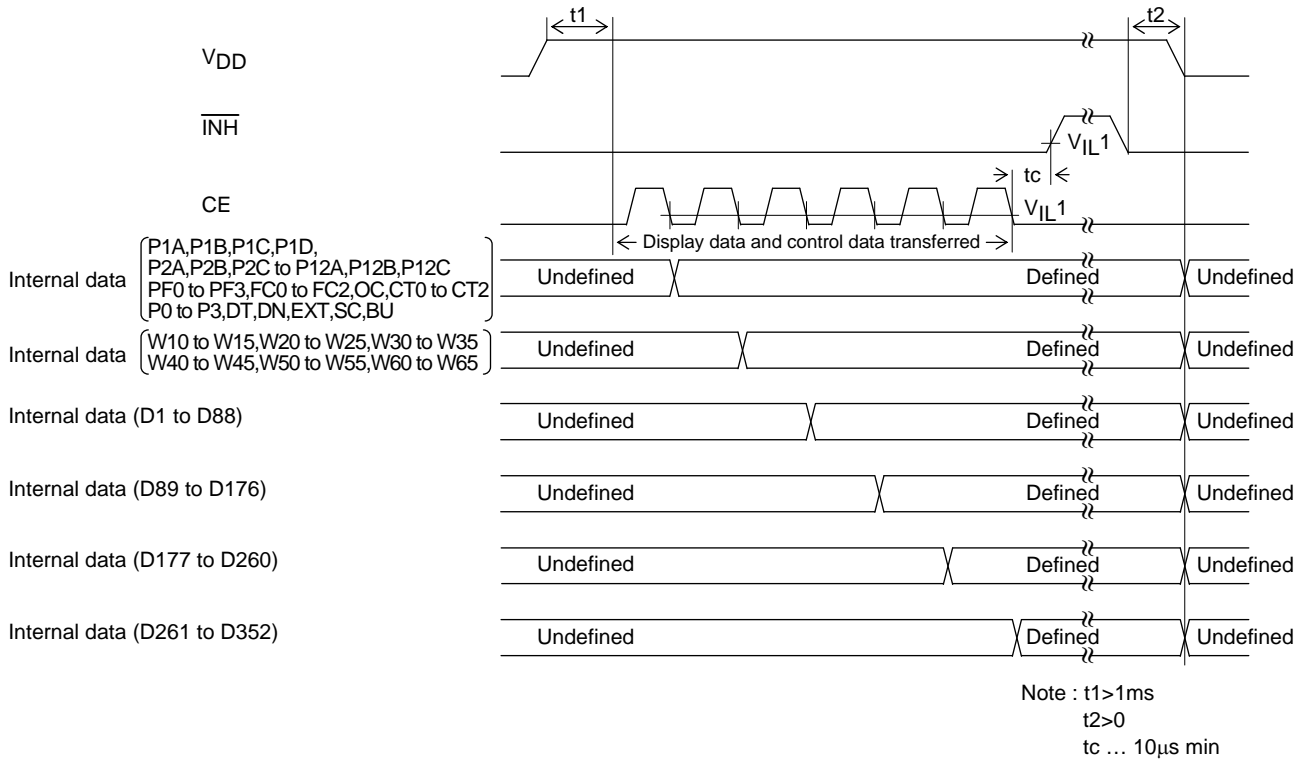 t1
t2
VDD
INH
VIL1
tc
CE
VIL1
Display data and control data transferred
Internal data
P1A,P1B,P1C,P1D,
P2A,P2B,P2C to P12A,P12B,P12C
PF0 to PF3,FC0 to FC2,OC,CT0 to CT2
P0 to P3,DT,DN,EXT,SC,BU
Undefined
Defined
Undefined
Internal data
W10 to W15,W20 to W25,W30 to W35
W40 to W45,W50 to W55,W60 to W65
Undefined
Defined
Undefined
Internal data (D1 to D88)
Undefined
Defined
Undefined
Internal data (D89 to D176)
Undefined
Defined
Undefined
Internal data (D177 to D260)
Undefined
Defined
Undefined
Internal data (D261 to D352)
Undefined
Defined
Undefined
Note : t1>1ms
t2>0
tc … 10μs min